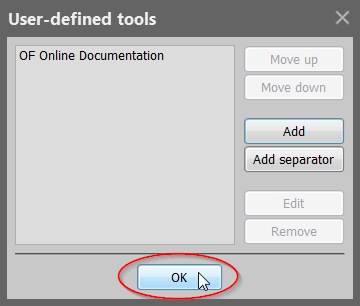 User-defined tools
OF Online Documentation
Move up
Move down
Add
Add separator
Edit
Remove
OK